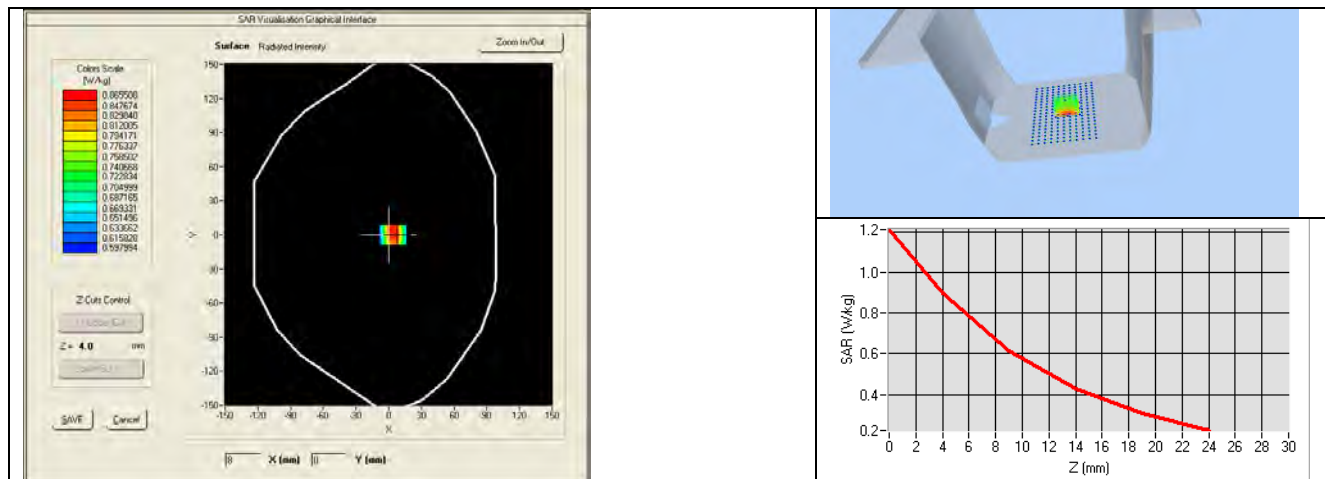 SAR Visualisation Graphical Interface
Surface Radiated Intensity
Zoom In/Out
Colors Scale
(W/kg)
0.865508
0.847674
0.829840
0.812005
0.794171
0.776337
0.758502
0.740668
0.722834
0.704999
0.687165
0.669331
0.651496
0.633662
0.615828
0.597994
Z Cuts Control
Z = 4.0 mm
SAVE Cancel
150
120
90
60
30
0
-30
-60
-90
-120
-150
Y
-150 -120 -90 -60 -30 0 30 60 90 120 150
X
8 X (mm) 0 Y (mm)
1.2
1.0
0.8
0.6
0.4
0.2
SAR (W/kg)
0 2 4 6 8 10 12 14 16 18 20 22 24 26 28 30
Z (mm)